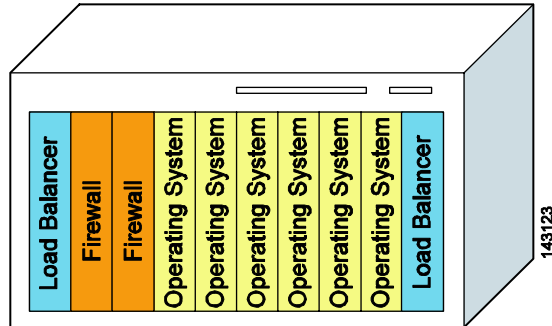 Load Balancer
Firewall
Firewall
Operating System
Operating System
Operating System
Operating System
Operating System
Operating System
Load Balancer
143123